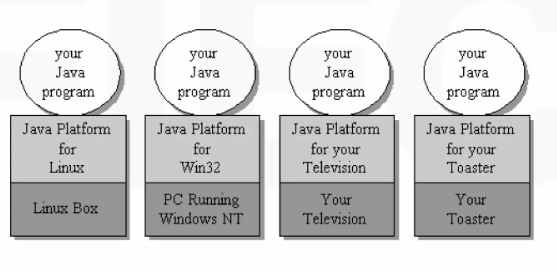 your
Java
program
your
Java
program
your
Java
program
your
Java
program
Java Platform
for
Linux
Java Platform
for
Win32
Java Platform
for your
Television
Java Platform
for your
Toaster
Linux Box
PC Running
Windows NT
Your
Television
Your
Toaster